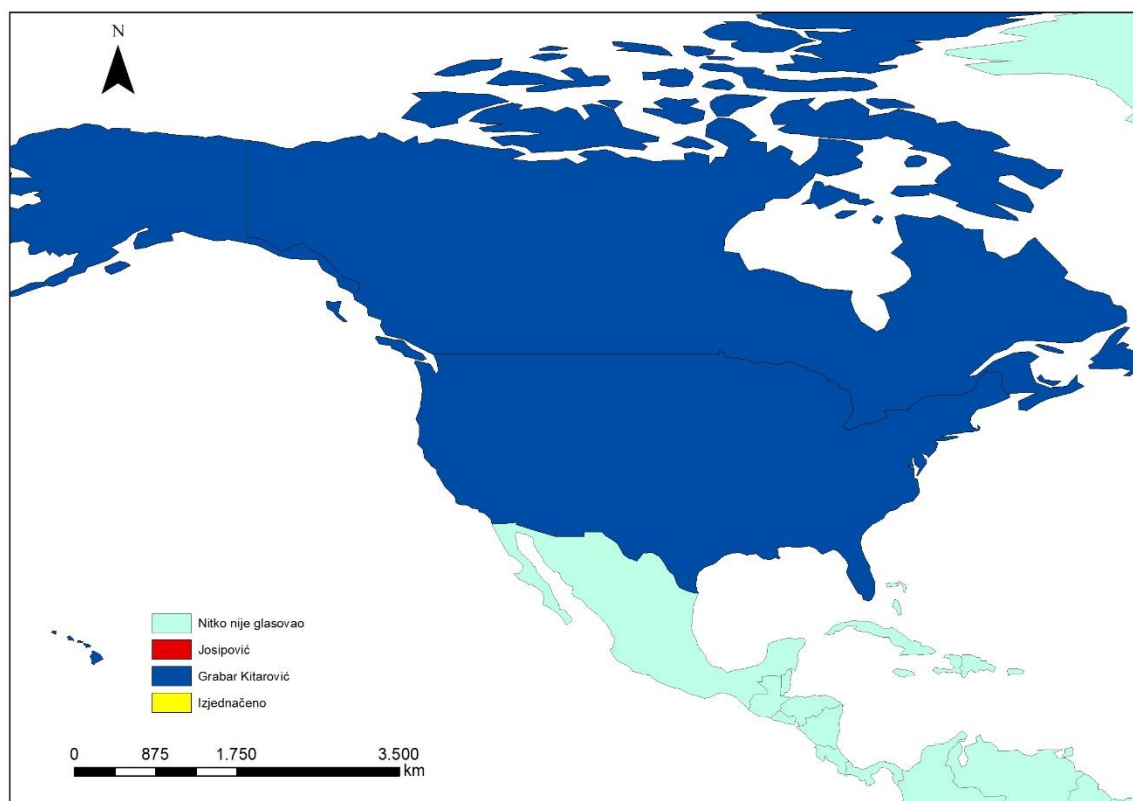 N
Nitko nije glasovao
Josipović
Grabar Kitarović
Izjednačeno
0 875 1.750 3.500
km